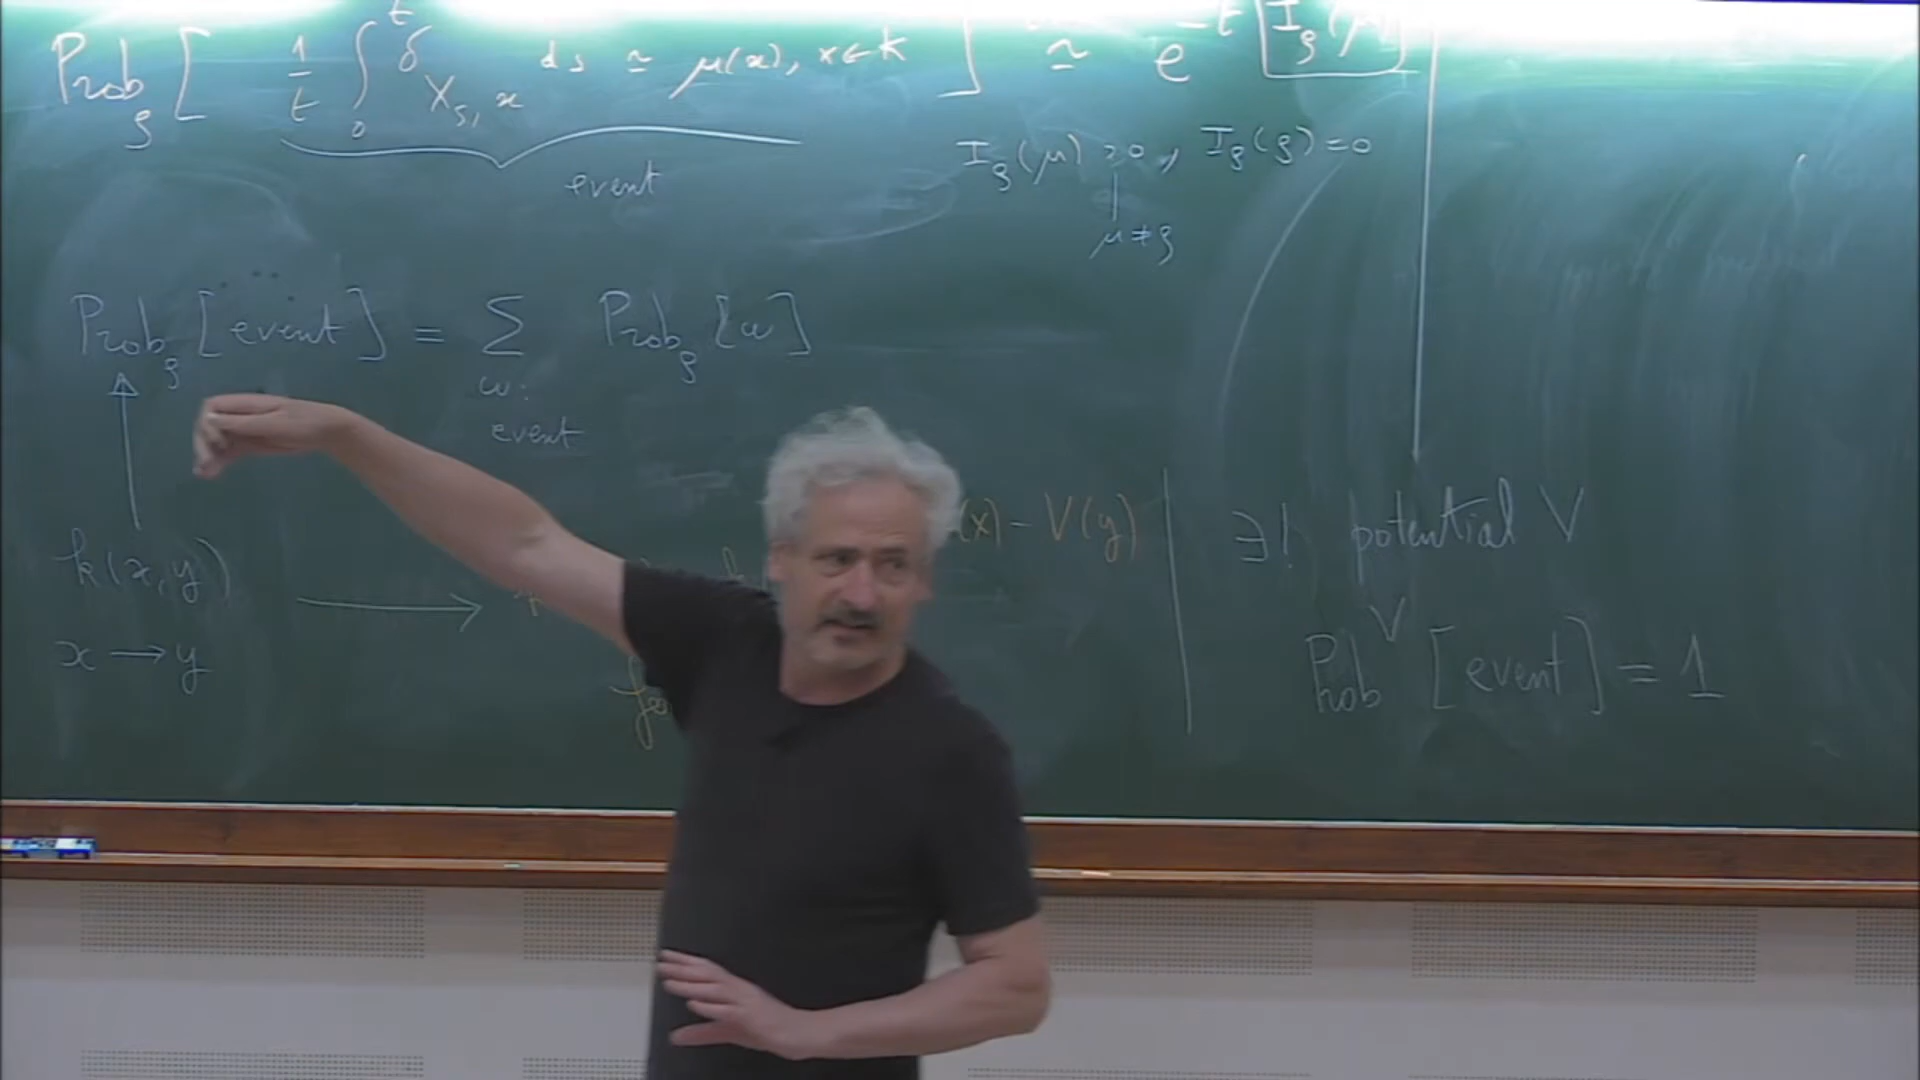 Prob_ρ [ 1/t ∫_0^t δ_{X_s, x} ds ≃ μ(x), x∈K ] ≃ e^{-t I_ρ(μ)}
event
I_ρ(μ) > 0, I_ρ(ρ) = 0
μ ≠ ρ
Prob_ρ [event] = ∑ Prob_ρ [ω]
ω:
event
k(x,y) →
(x) - V(y)
x → y
∃! potential V
Prob^V [event] = 1